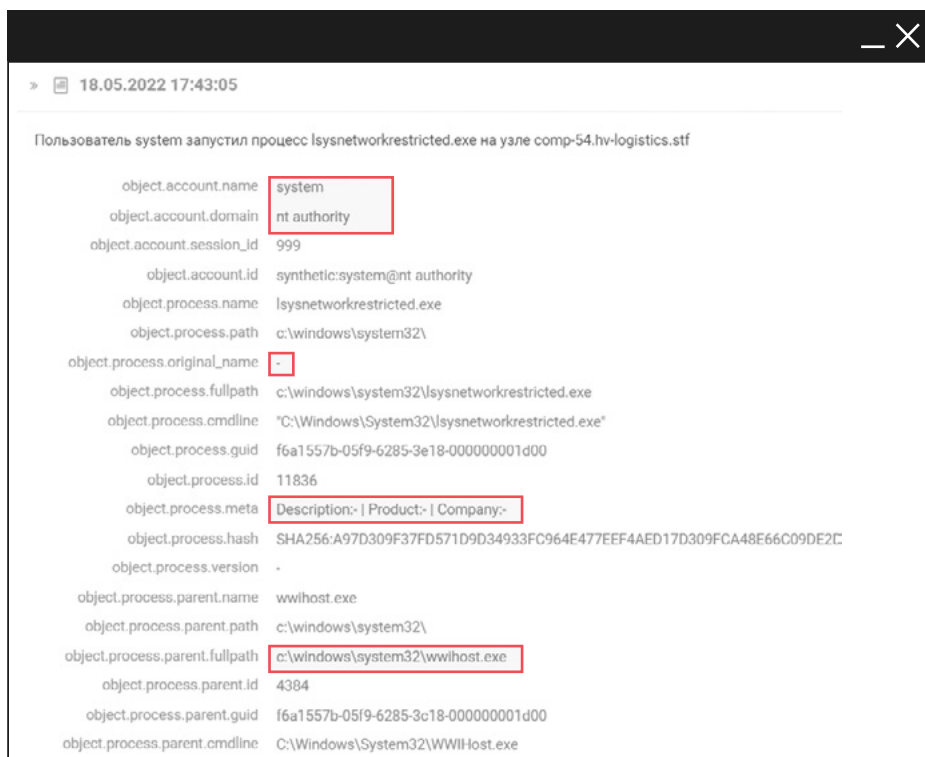 18.05.2022 17:43:05
Пользователь system запустил процесс lsysnetworkrestricted.exe на узле comp-54.hv-logistics.stf
object.account.name system
object.account.domain nt authority
object.account.session_id 999
object.account.id synthetic:system@nt authority
object.process.name lsysnetworkrestricted.exe
object.process.path c:\windows\system32\
object.process.original_name -
object.process.fullpath c:\windows\system32\lsysnetworkrestricted.exe
object.process.cmdline "C:\Windows\System32\lsysnetworkrestricted.exe"
object.process.guid f6a1557b-05f9-6285-3e18-000000001d00
object.process.id 11836
object.process.meta Description:- | Product:- | Company:-
object.process.hash SHA256:A97D309F37FD571D9D34933FC964E477EEF4AED17D309FCA48E66C09DE2
object.process.version -
object.process.parent.name wwihost.exe
object.process.parent.path c:\windows\system32\
object.process.parent.fullpath c:\windows\system32\wwihost.exe
object.process.parent.id 4384
object.process.parent.guid f6a1557b-05f9-6285-3c18-000000001d00
object.process.parent.cmdline C:\Windows\System32\WWIHost.exe